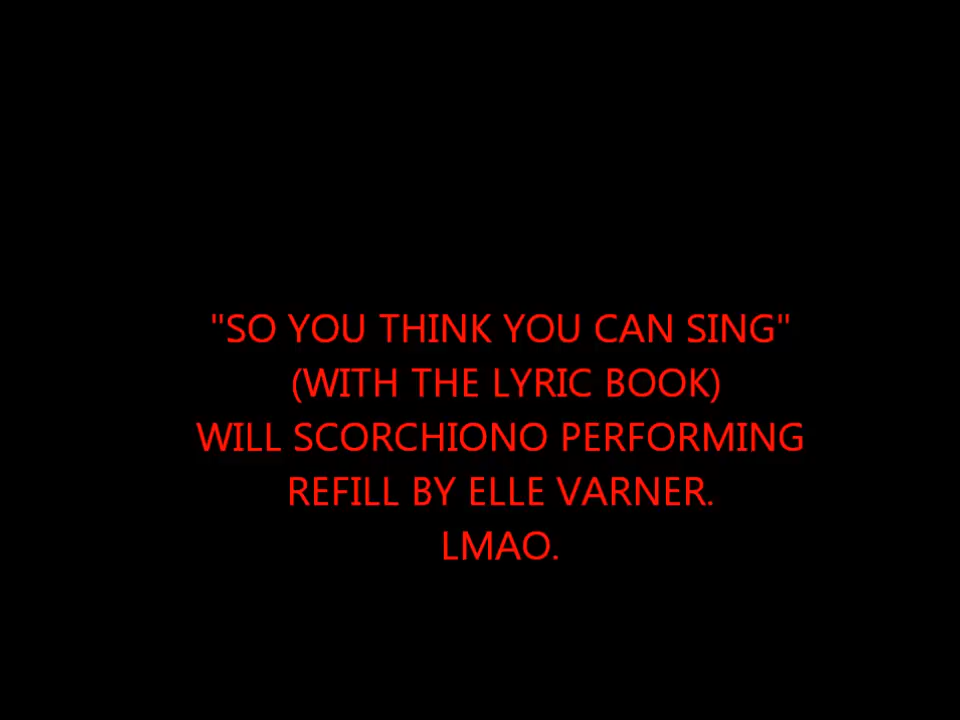 "SO YOU THINK YOU CAN SING"
(WITH THE LYRIC BOOK)
WILL SCORCHIONO PERFORMING
REFILL BY ELLE VARNER.
LMAO.